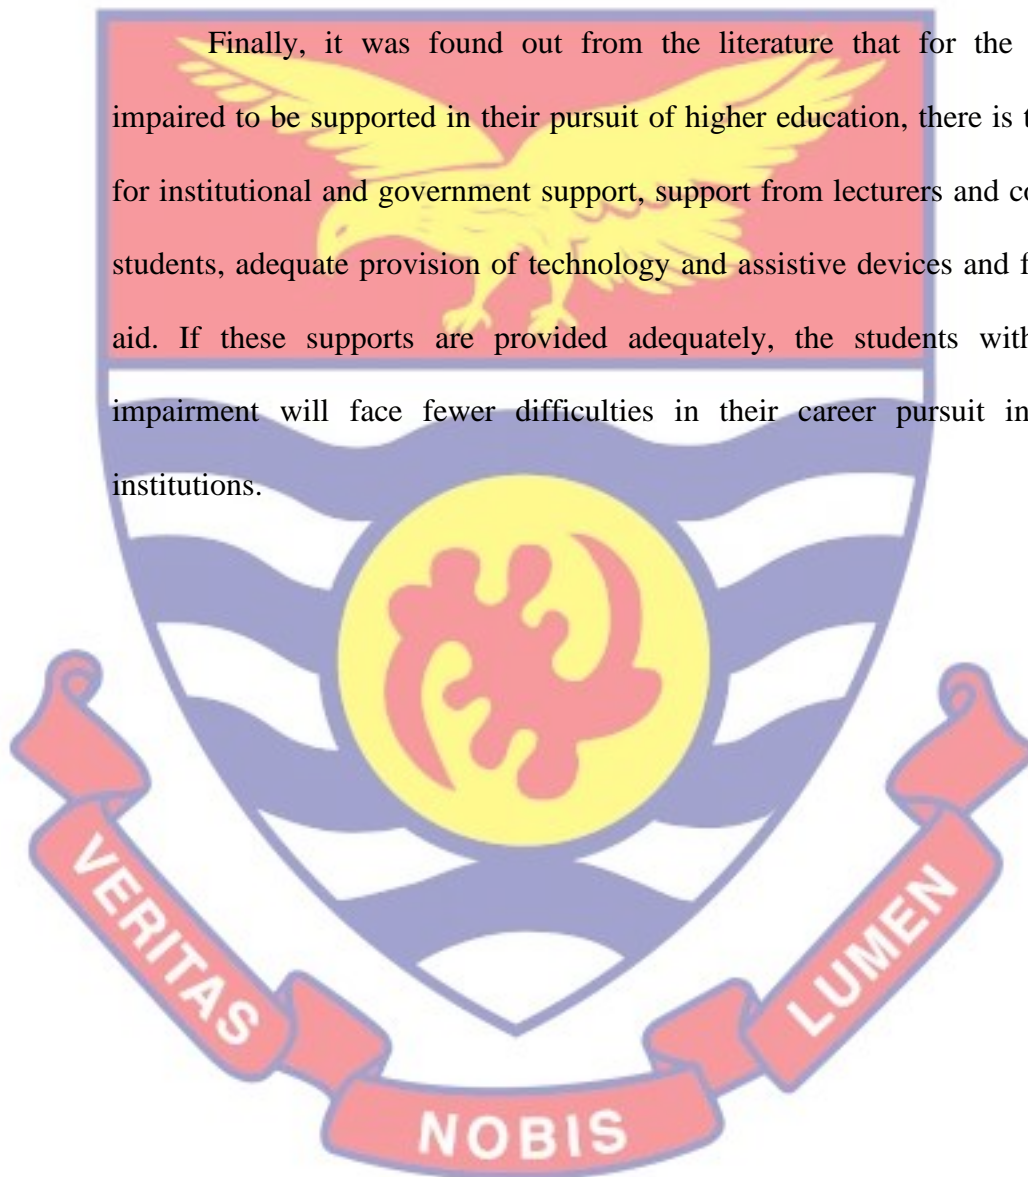 Finally, it was found out from the literature that for the
impaired to be supported in their pursuit of higher education, there is
for institutional and government support, support from lecturers and
students, adequate provision of technology and assistive devices and
aid. If these supports are provided adequately, the students with
impairment will face fewer difficulties in their career pursuit in
institutions.
VERITAS
NOBIS
LUMEN